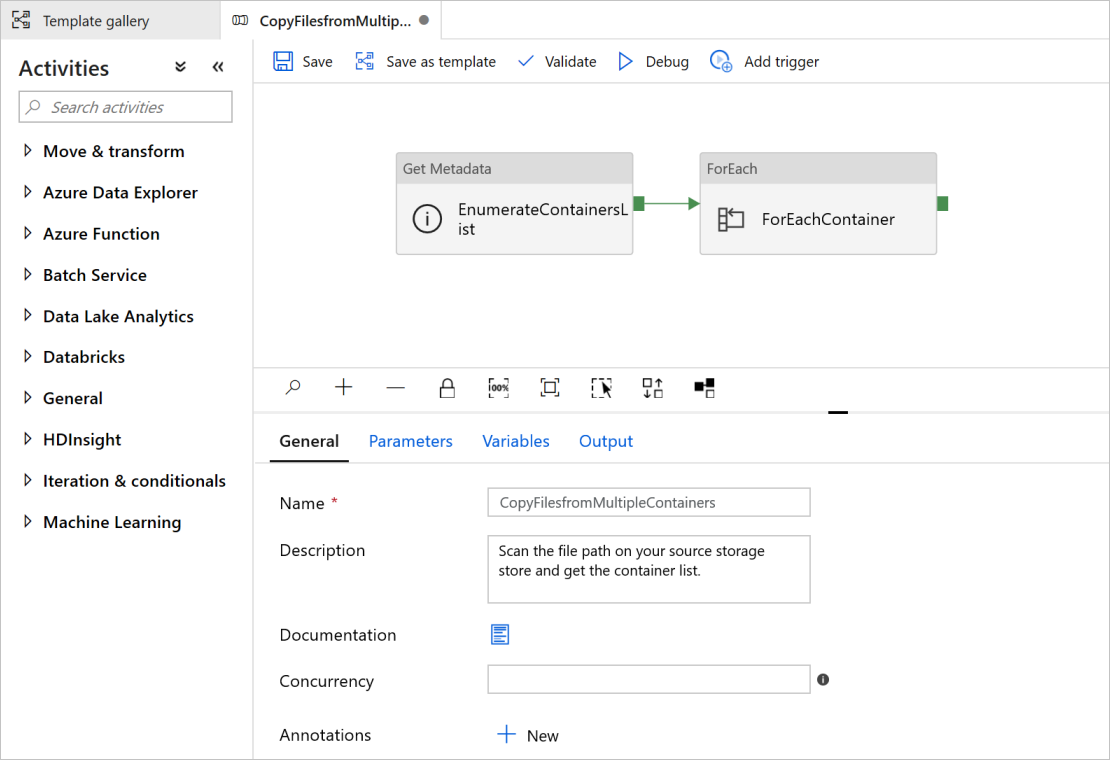 Template gallery
CopyFilesfromMultip...
Activities
Search activities
Move & transform
Azure Data Explorer
Azure Function
Batch Service
Data Lake Analytics
Databricks
General
HDInsight
Iteration & conditionals
Machine Learning
Save
Save as template
Validate
Debug
Add trigger
Get Metadata
EnumerateContainersL
ist
ForEach
ForEachContainer
100%
General
Parameters
Variables
Output
Name *
CopyFilesfromMultipleContainers
Description
Scan the file path on your source storage
store and get the container list.
Documentation
Concurrency
Annotations
New